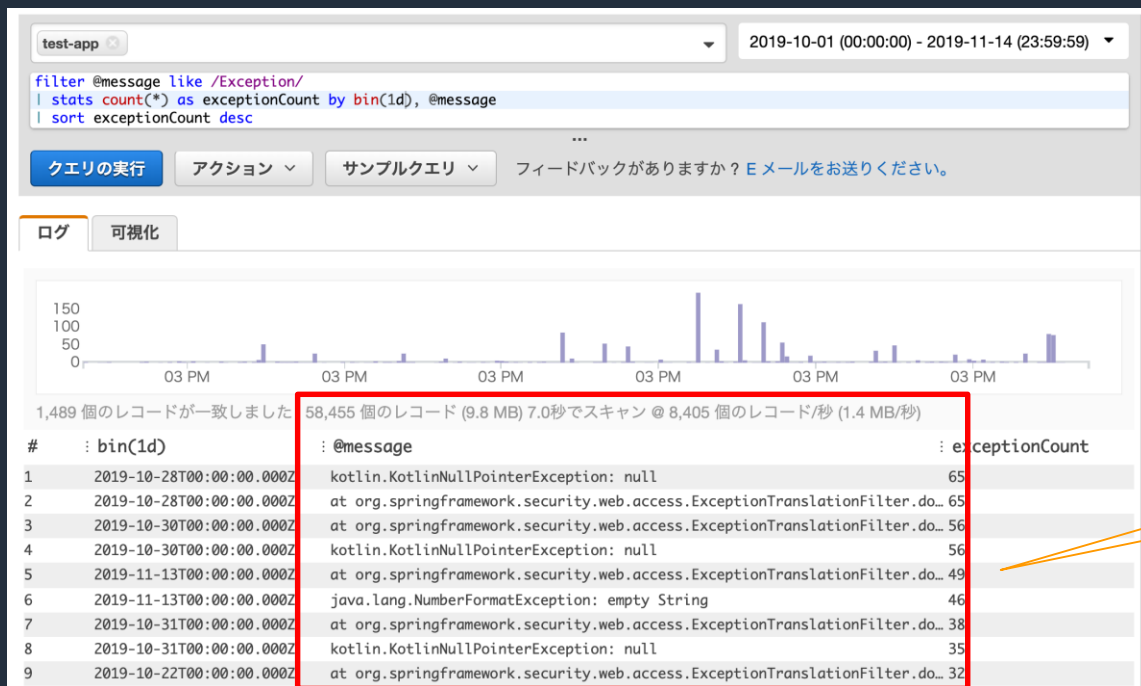 test-app
2019-10-01 (00:00:00) - 2019-11-14 (23:59:59)
filter @message like /Exception/
| stats count(*) as exceptionCount by bin(1d), @message
| sort exceptionCount desc
クエリの実行 アクション サンプルクエリ フィードバックがありますか ? E メールをお送りください。
ログ 可視化
150
100
50
0
03 PM 03 PM 03 PM 03 PM 03 PM 03 PM
1,489 個のレコードが一致しました 58,455 個のレコード (9.8 MB) 7.0秒でスキャン @ 8,405 個のレコード/秒 (1.4 MB/秒)
# : bin(1d) : @message : exceptionCount
1 2019-10-28T00:00:00.000Z kotlin.KotlinNullPointerException: null 65
2 2019-10-28T00:00:00.000Z at org.springframework.security.web.access.ExceptionTranslationFilter.do… 65
3 2019-10-30T00:00:00.000Z at org.springframework.security.web.access.ExceptionTranslationFilter.do… 56
4 2019-10-30T00:00:00.000Z kotlin.KotlinNullPointerException: null 56
5 2019-11-13T00:00:00.000Z at org.springframework.security.web.access.ExceptionTranslationFilter.do… 49
6 2019-11-13T00:00:00.000Z java.lang.NumberFormatException: empty String 46
7 2019-10-31T00:00:00.000Z at org.springframework.security.web.access.ExceptionTranslationFilter.do… 38
8 2019-10-31T00:00:00.000Z kotlin.KotlinNullPointerException: null 35
9 2019-10-22T00:00:00.000Z at org.springframework.security.web.access.ExceptionTranslationFilter.do… 32